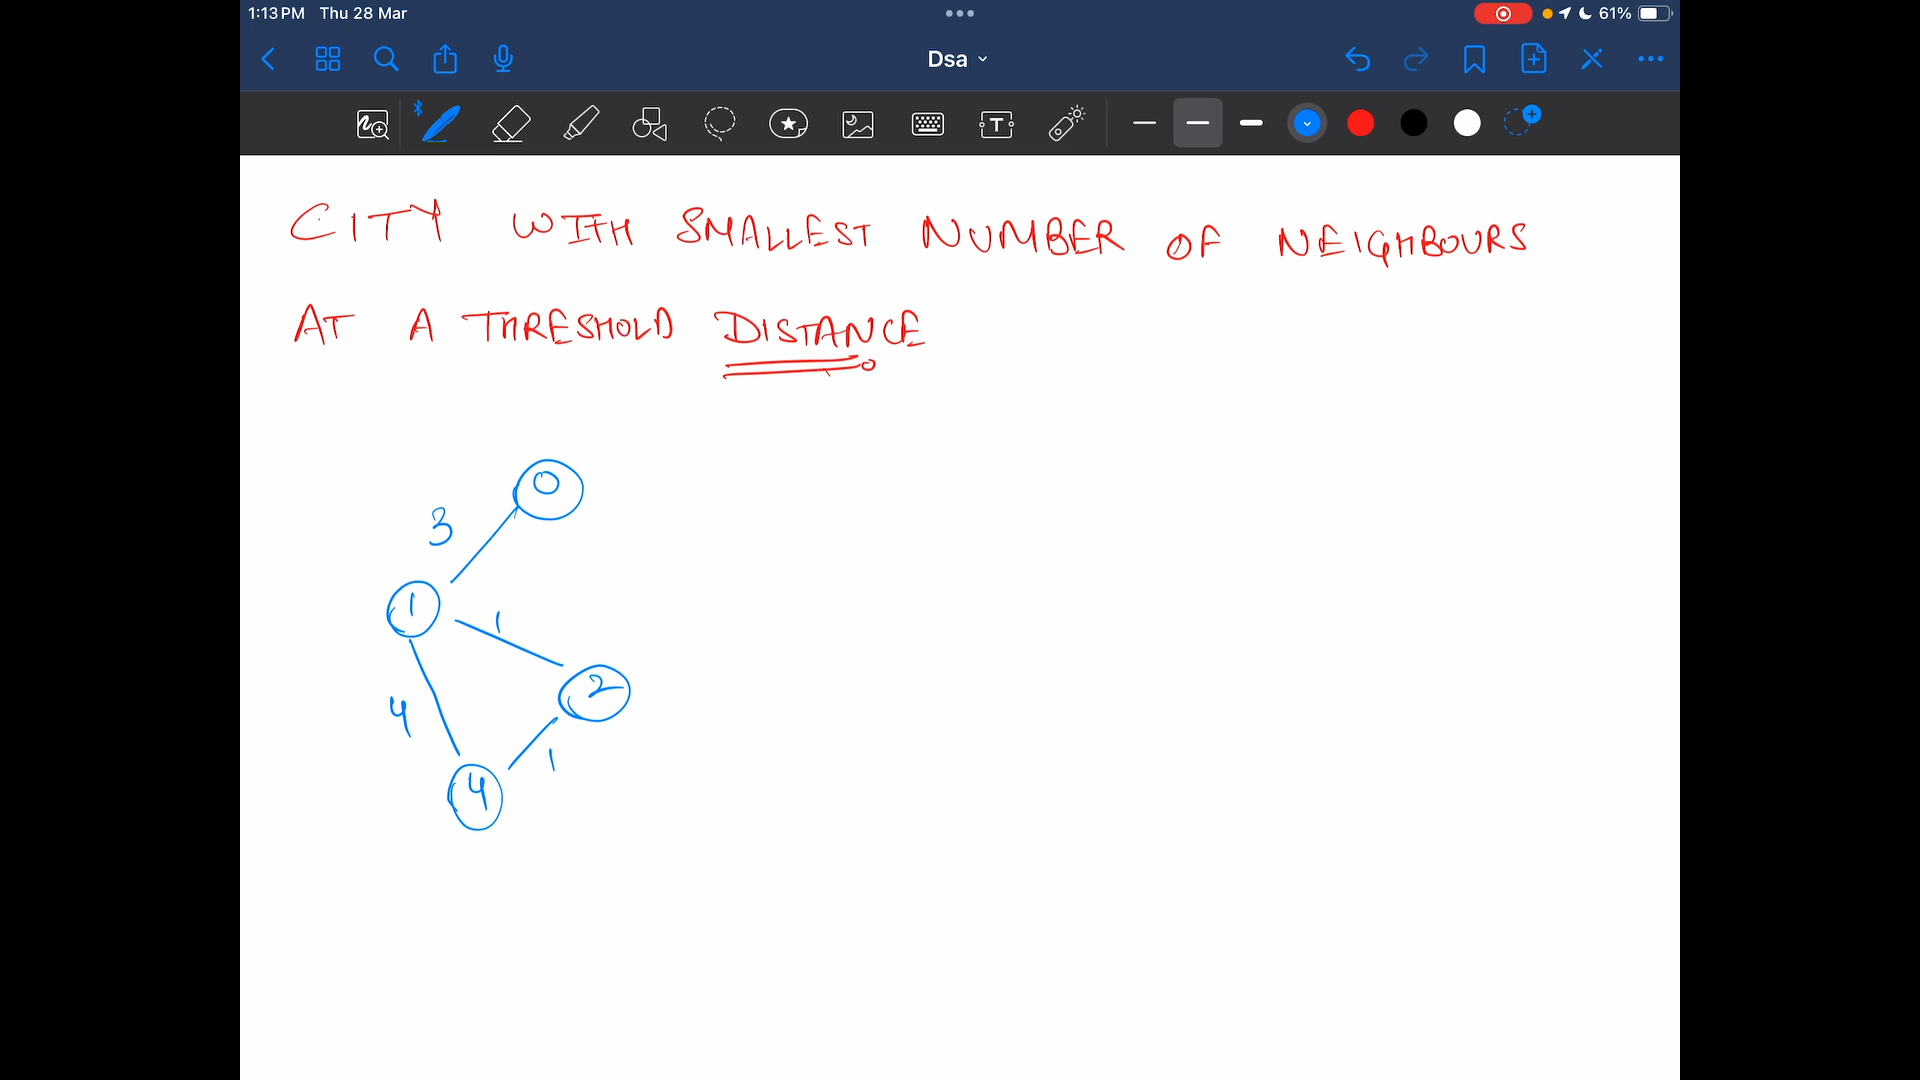 1:13 PM Thu 28 Mar
61%
Dsa
T
CITY WITH SMALLEST NUMBER OF NEIGHBOURS
AT A THRESHOLD DISTANCE
0
3
1
1
2
4
1
4